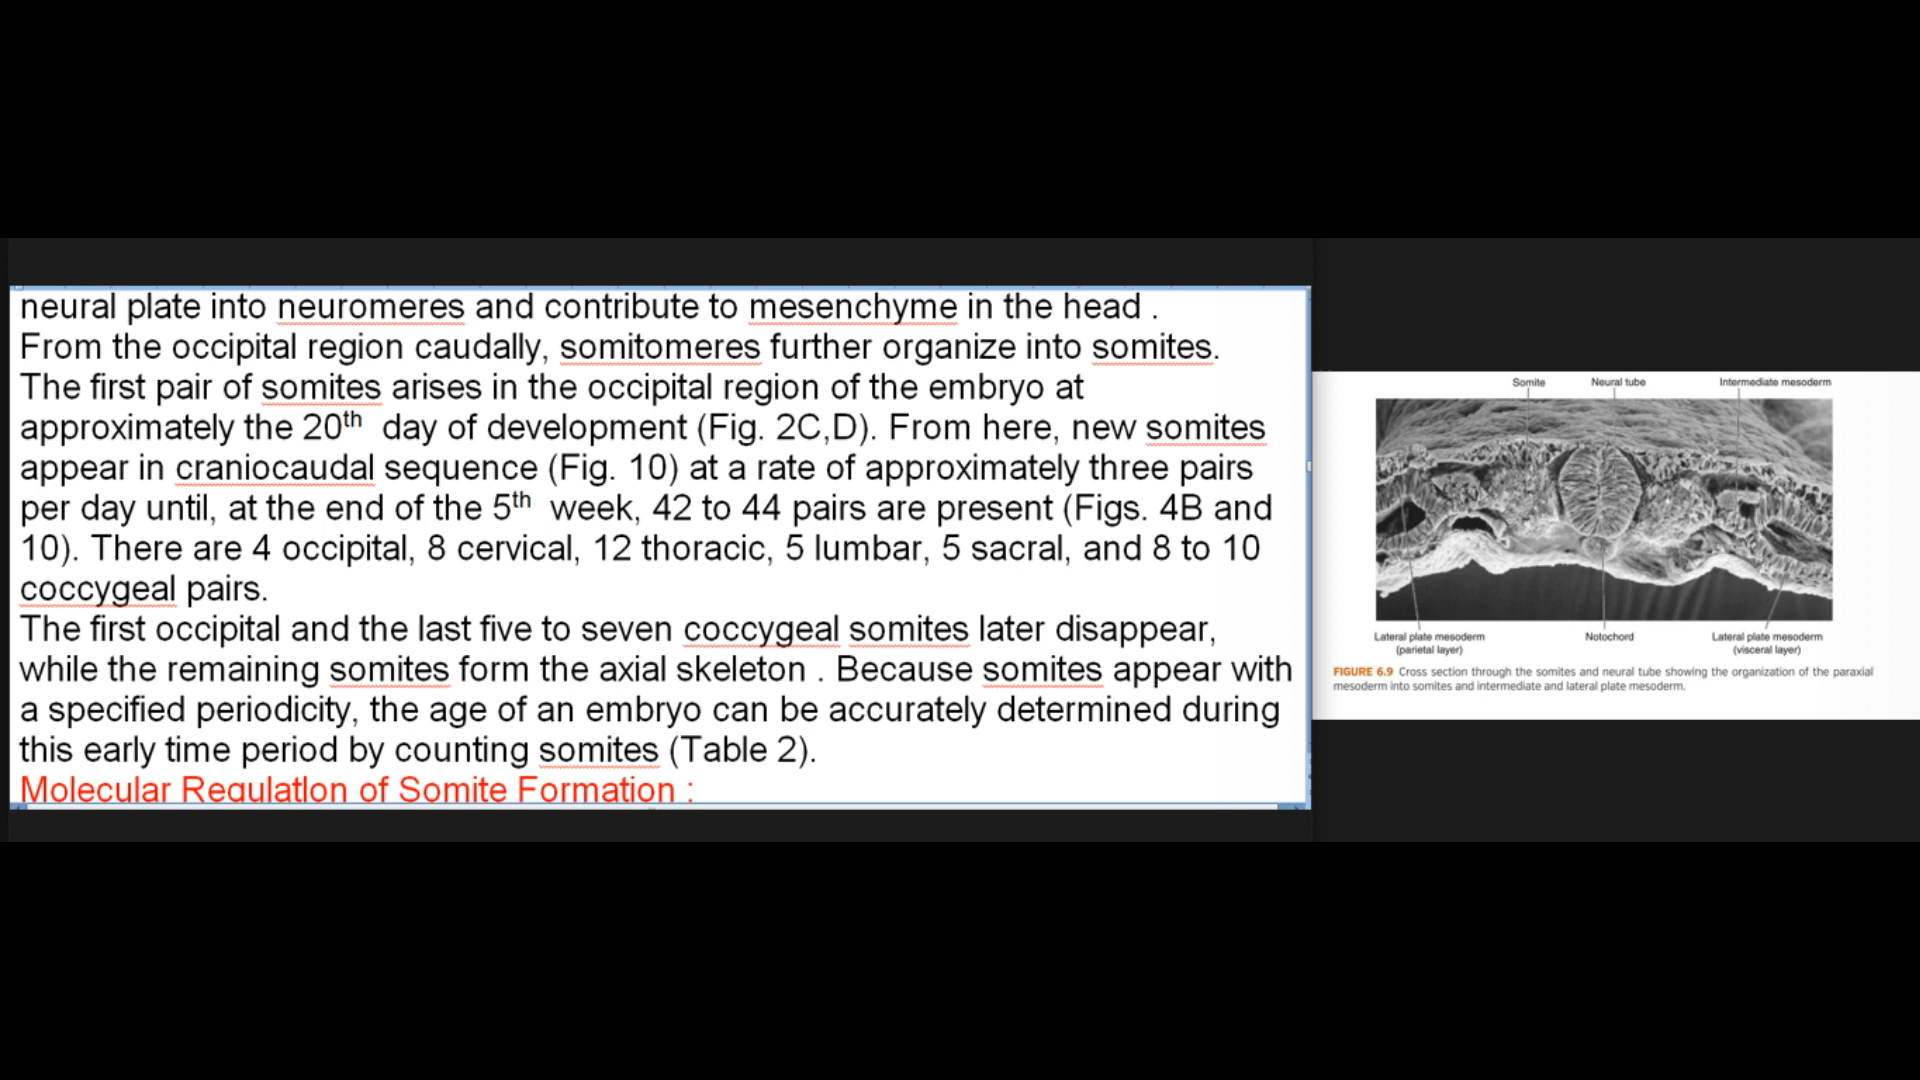 neural plate into neuromeres and contribute to mesenchyme in the head .
From the occipital region caudally, somitomeres further organize into somites.
The first pair of somites arises in the occipital region of the embryo at
approximately the 20th day of development (Fig. 2C,D). From here, new somites
appear in craniocaudal sequence (Fig. 10) at a rate of approximately three pairs
per day until, at the end of the 5th week, 42 to 44 pairs are present (Figs. 4B and
10). There are 4 occipital, 8 cervical, 12 thoracic, 5 lumbar, 5 sacral, and 8 to 10
coccygeal pairs.
The first occipital and the last five to seven coccygeal somites later disappear,
while the remaining somites form the axial skeleton . Because somites appear with
a specified periodicity, the age of an embryo can be accurately determined during
this early time period by counting somites (Table 2).
Molecular Regulatlon of Somite Formation :
Somite Neural tube Intermediate mesoderm
Lateral plate mesoderm Notochord Lateral plate mesoderm
(parietal layer) (visceral layer)
FIGURE 6.9 Cross section through the somites and neural tube showing the organization of the paraxial
mesoderm into somites and intermediate and lateral plate mesoderm.